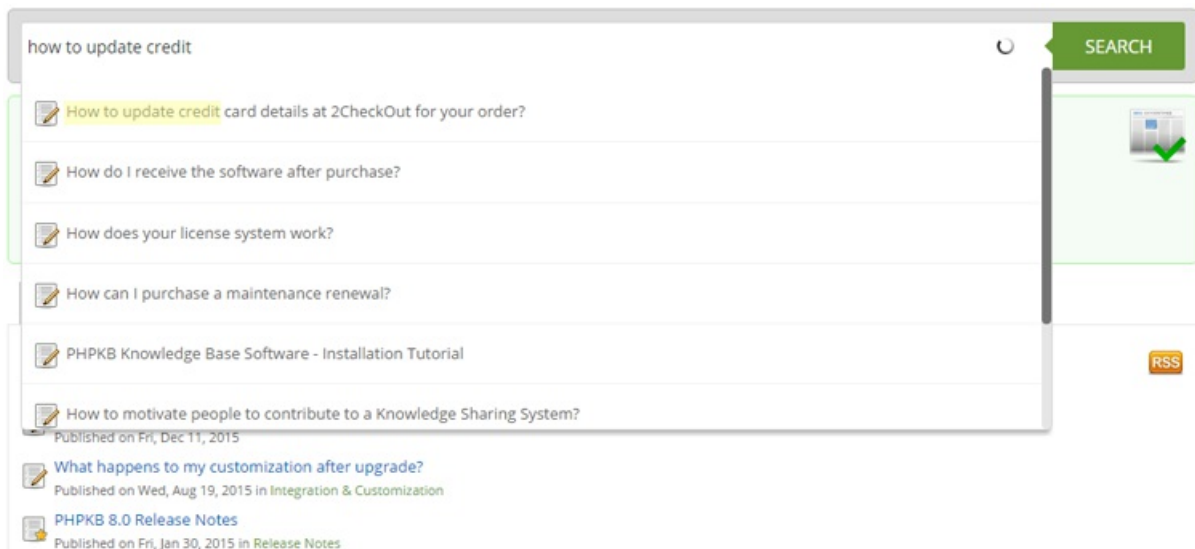 how to update credit
SEARCH
How to update credit card details at 2CheckOut for your order?
How do I receive the software after purchase?
How does your license system work?
How can I purchase a maintenance renewal?
PHPKB Knowledge Base Software - Installation Tutorial
RSS
How to motivate people to contribute to a Knowledge Sharing System?
Published on Fri, Dec 11, 2015
What happens to my customization after upgrade?
Published on Wed, Aug 19, 2015 in Integration & Customization
PHPKB 8.0 Release Notes
Published on Fri, Jan 30, 2015 in Release Notes